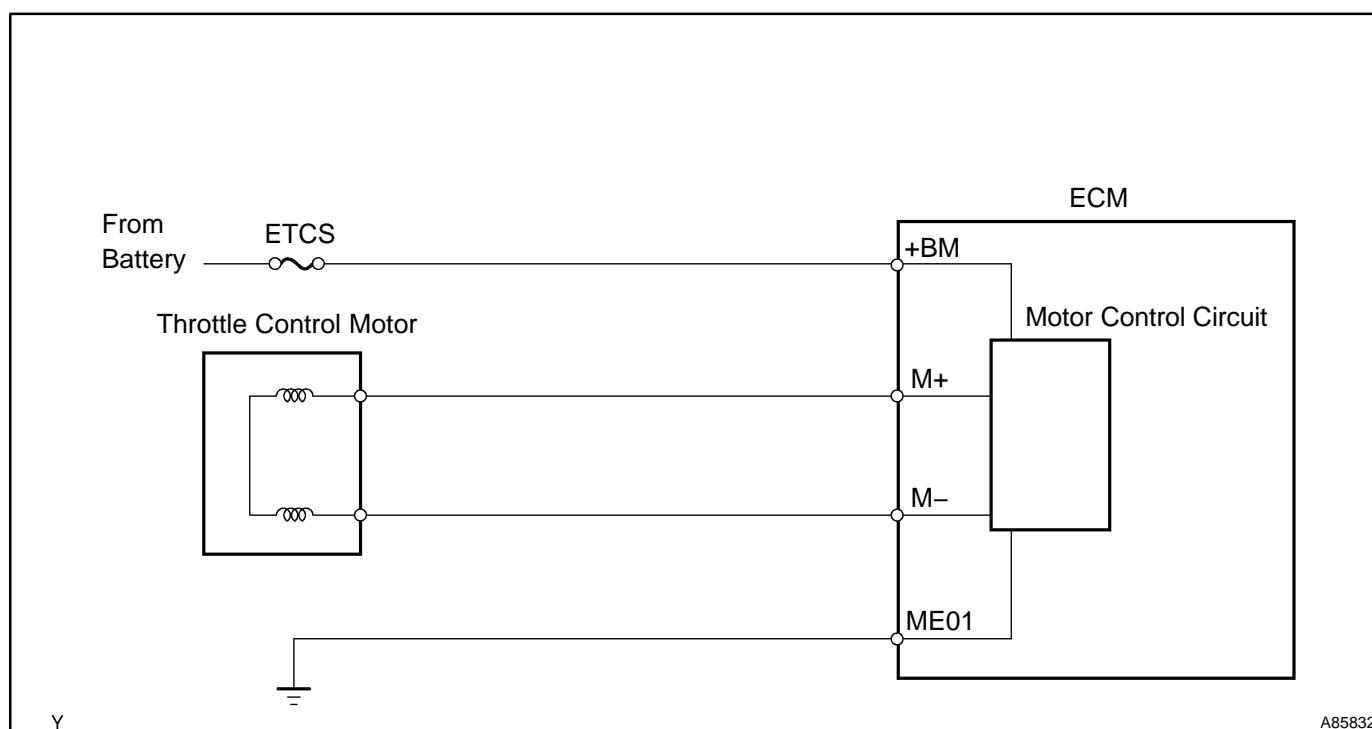 ECM
From
Battery
ETCS
+BM
Throttle Control Motor
Motor Control Circuit
M+
M−
ME01
Y
A85832